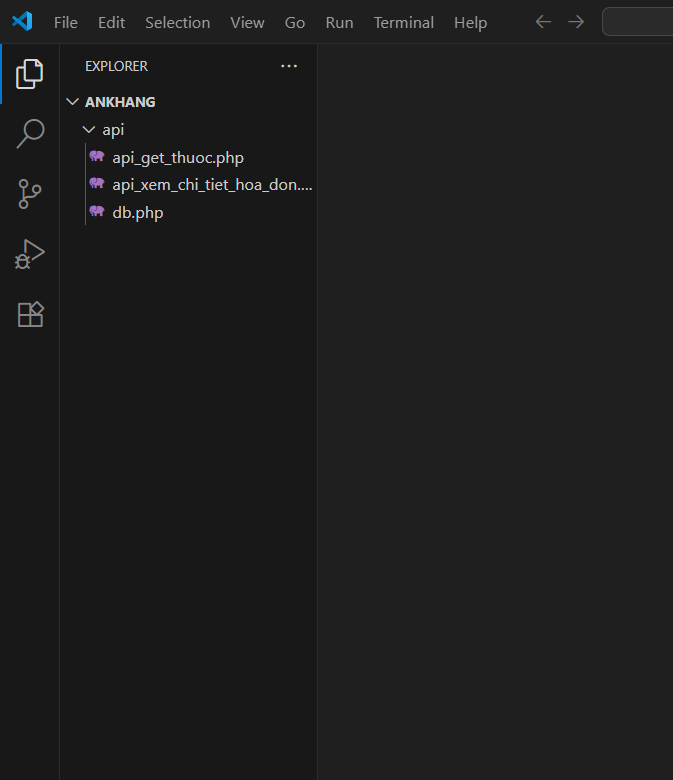 File Edit Selection View Go Run Terminal Help
EXPLORER
ANKHANG
api
api_get_thuoc.php
api_xem_chi_tiet_hoa_don....
db.php